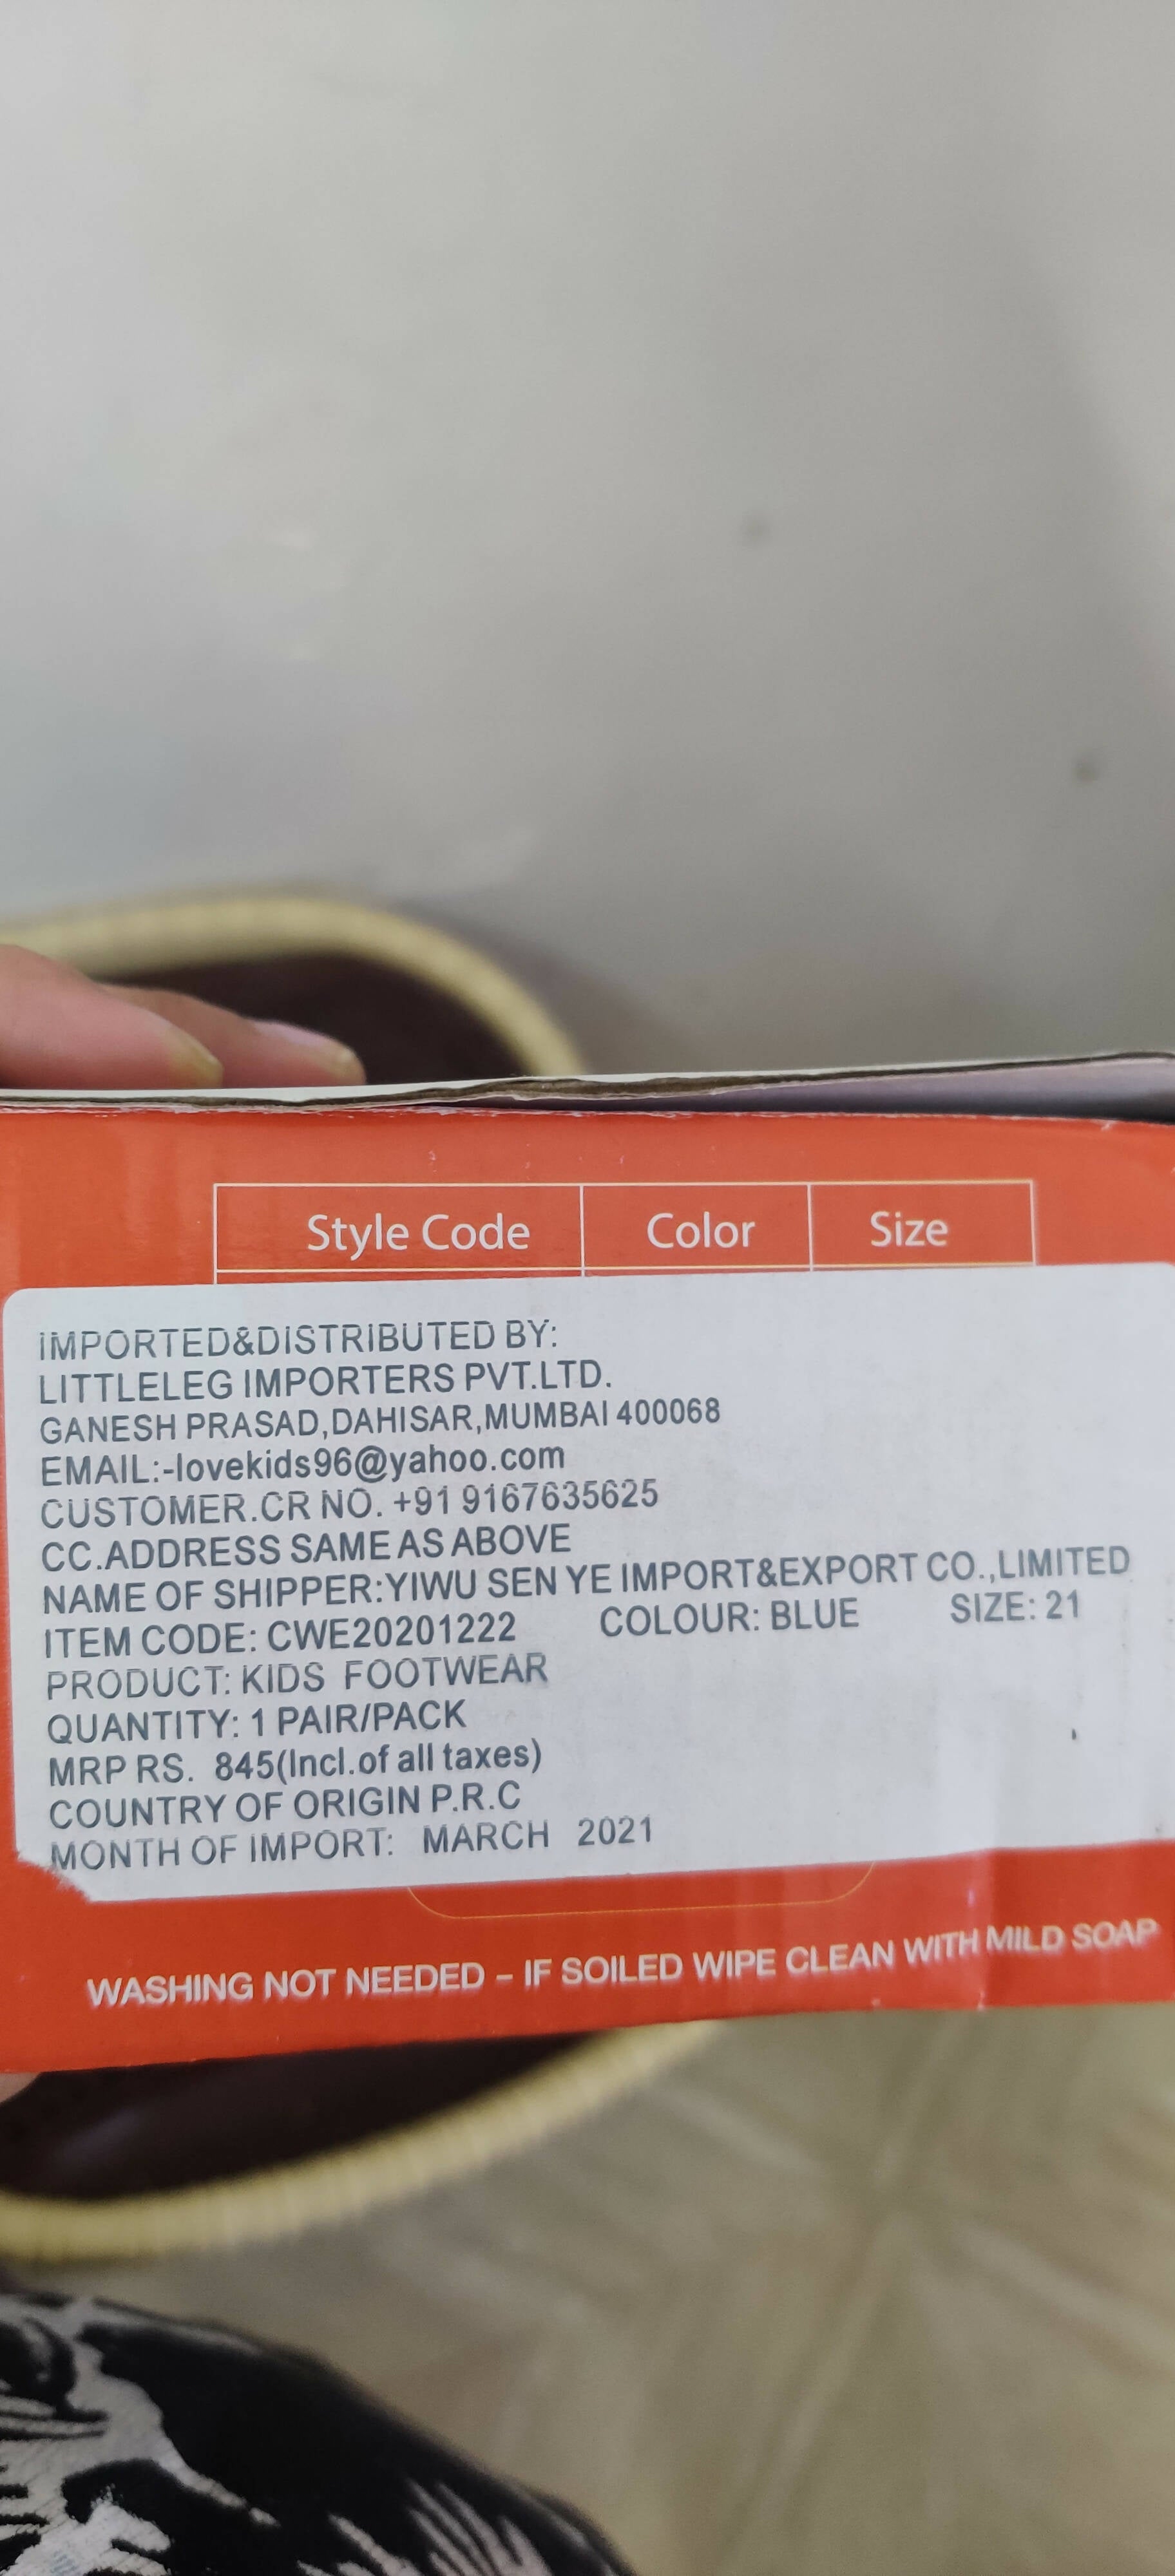 Style Code Color Size
IMPORTED&DISTRIBUTED BY:
LITTLELEG IMPORTERS PVT.LTD.
GANESH PRASAD,DAHISAR,MUMBAI 400068
EMAIL:-lovekids96@yahoo.com
CUSTOMER.CR NO. +91 9167635625
CC.ADDRESS SAME AS ABOVE
NAME OF SHIPPER:YIWU SEN YE IMPORT&EXPORT CO.,LIMITED
ITEM CODE: CWE20201222 COLOUR: BLUE SIZE: 21
PRODUCT: KIDS FOOTWEAR
QUANTITY: 1 PAIR/PACK
MRP RS. 845(Incl.of all taxes)
COUNTRY OF ORIGIN P.R.C
MONTH OF IMPORT: MARCH 2021
WASHING NOT NEEDED – IF SOILED WIPE CLEAN WITH MILD SOAP